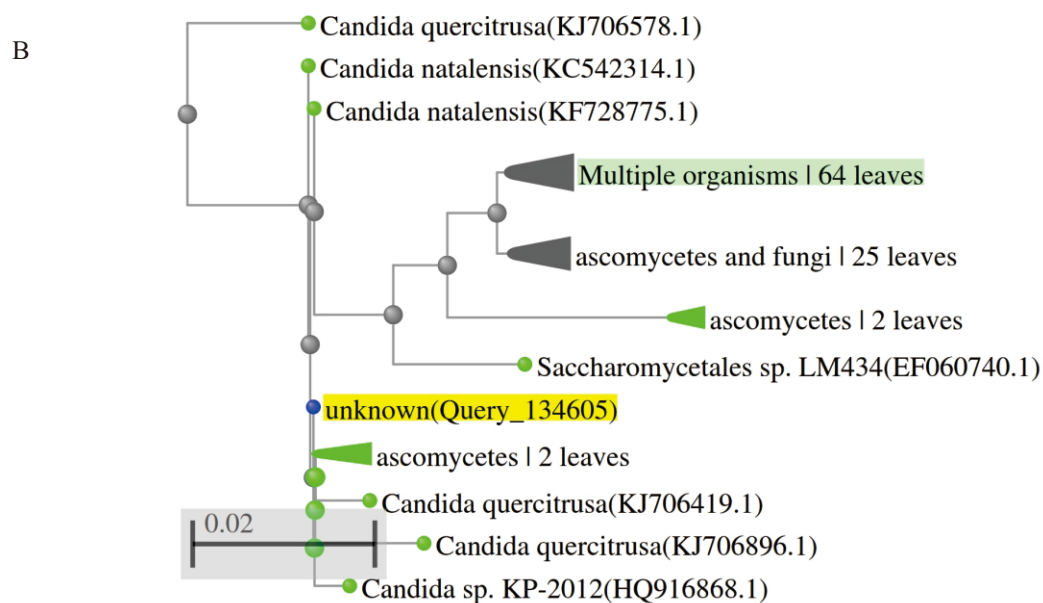 B
Candida quercitrusa(KJ706578.1)
Candida natalensis(KC542314.1)
Candida natalensis(KF728775.1)
Multiple organisms | 64 leaves
ascomycetes and fungi | 25 leaves
ascomycetes | 2 leaves
Saccharomycetales sp. LM434(EF060740.1)
unknown(Query_134605)
ascomycetes | 2 leaves
Candida quercitrusa(KJ706419.1)
0.02
Candida quercitrusa(KJ706896.1)
Candida sp. KP-2012(HQ916868.1)